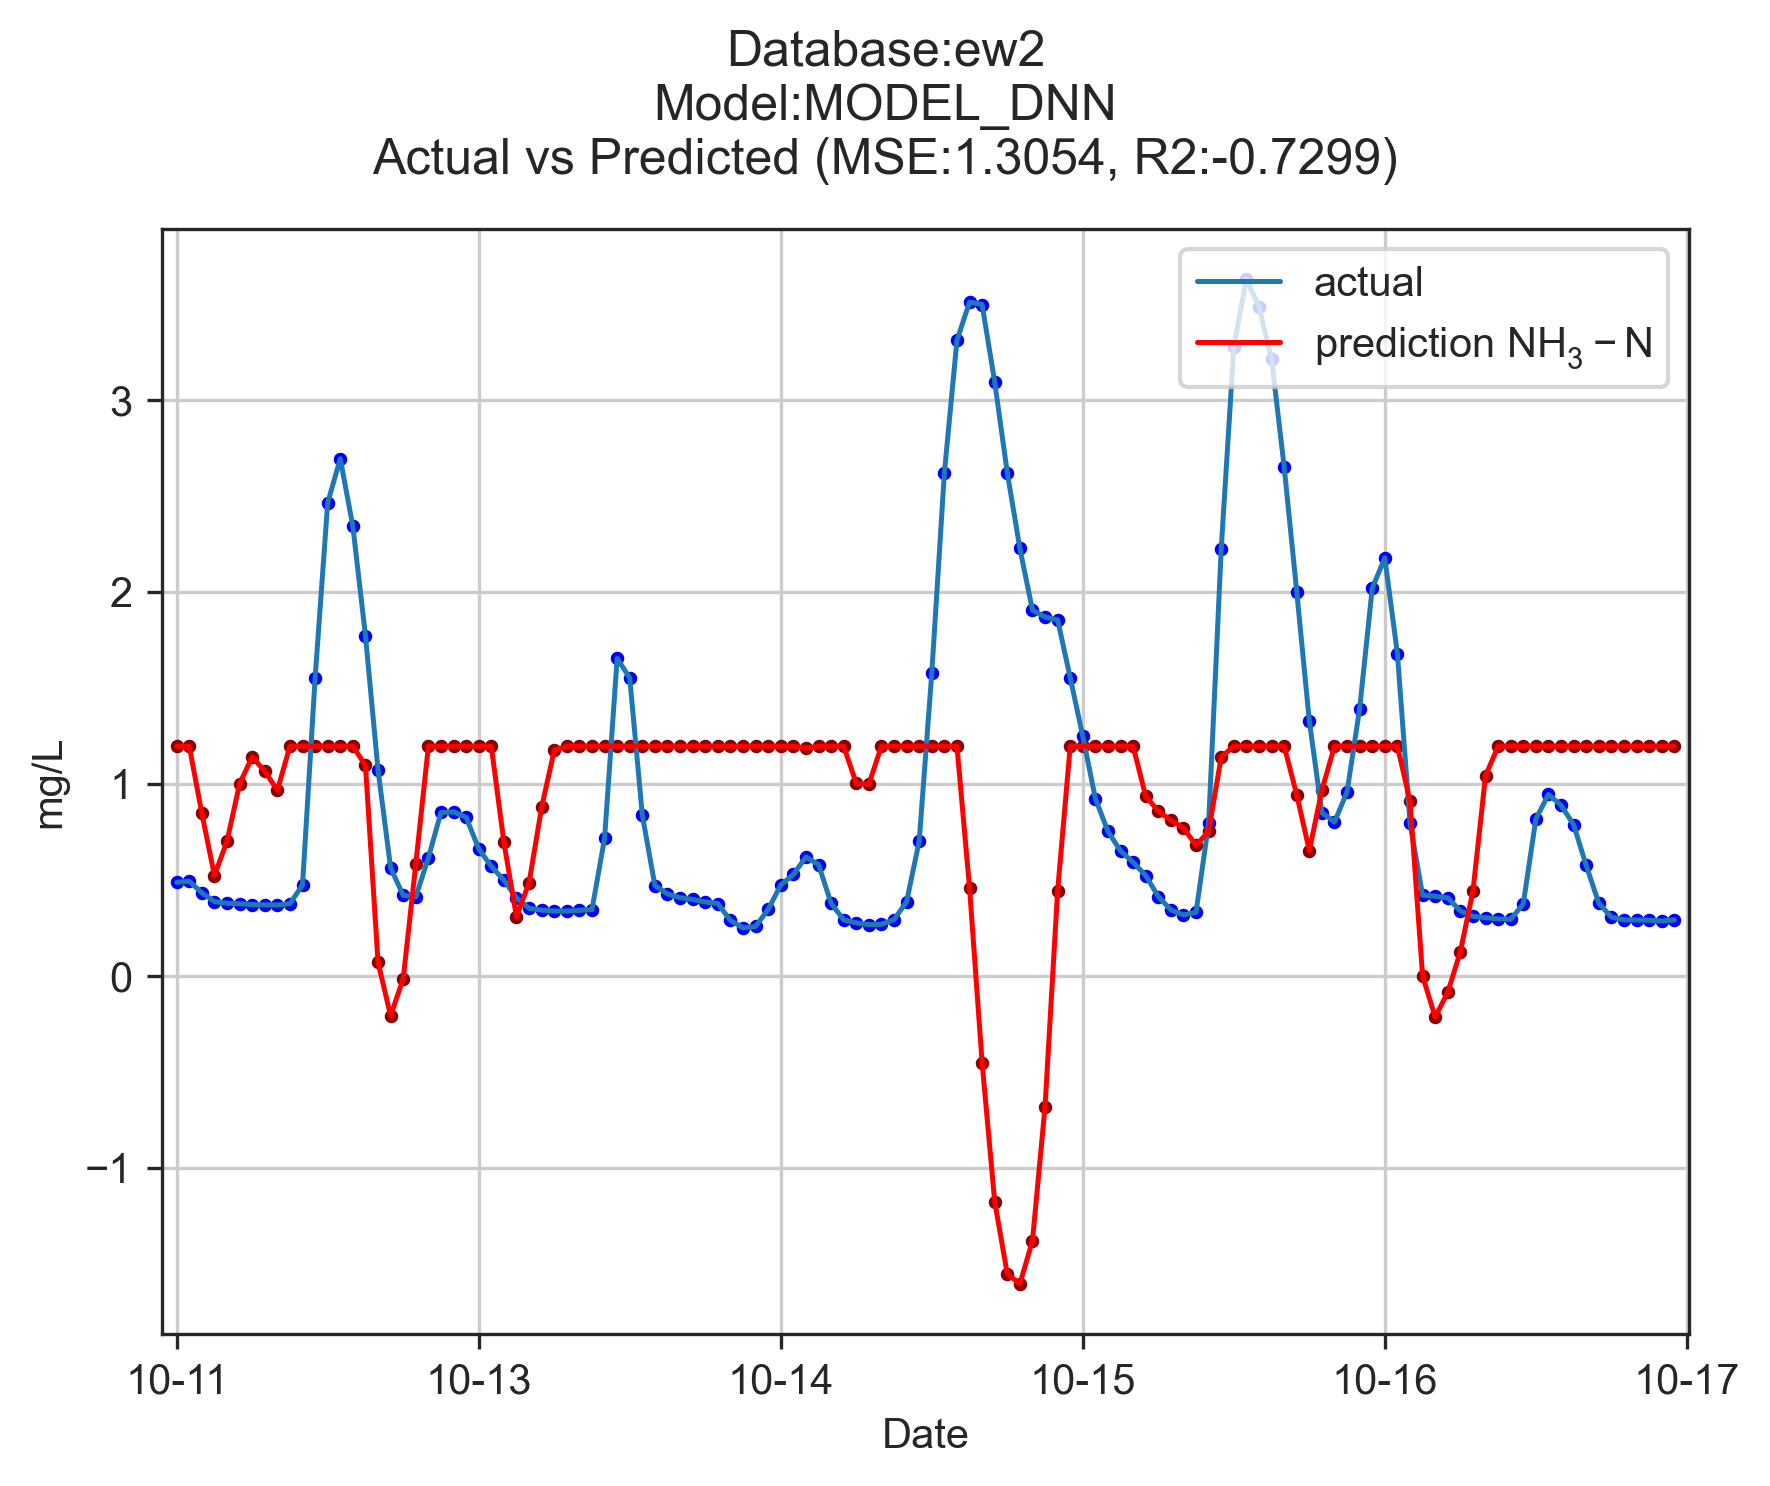 Database:ew2
Model:MODEL_DNN
Actual vs Predicted (MSE:1.3054, R2:-0.7299)
actual
prediction NH₃ − N
3
2
1
0
−1
mg/L
10-11 10-13 10-14 10-15 10-16 10-17
Date